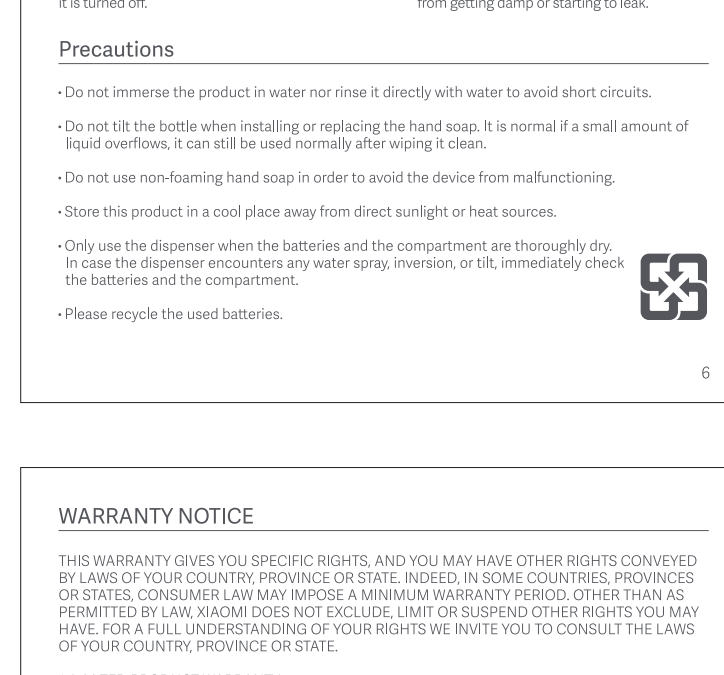 it is turned off.
from getting damp or starting to leak.
Precautions
• Do not immerse the product in water nor rinse it directly with water to avoid short circuits.
• Do not tilt the bottle when installing or replacing the hand soap. It is normal if a small amount of
liquid overflows, it can still be used normally after wiping it clean.
• Do not use non-foaming hand soap in order to avoid the device from malfunctioning.
• Store this product in a cool place away from direct sunlight or heat sources.
• Only use the dispenser when the batteries and the compartment are thoroughly dry.
In case the dispenser encounters any water spray, inversion, or tilt, immediately check
the batteries and the compartment.
• Please recycle the used batteries.
6
WARRANTY NOTICE
THIS WARRANTY GIVES YOU SPECIFIC RIGHTS, AND YOU MAY HAVE OTHER RIGHTS CONVEYED
BY LAWS OF YOUR COUNTRY, PROVINCE OR STATE. INDEED, IN SOME COUNTRIES, PROVINCES
OR STATES, CONSUMER LAW MAY IMPOSE A MINIMUM WARRANTY PERIOD. OTHER THAN AS
PERMITTED BY LAW, XIAOMI DOES NOT EXCLUDE, LIMIT OR SUSPEND OTHER RIGHTS YOU MAY
HAVE. FOR A FULL UNDERSTANDING OF YOUR RIGHTS WE INVITE YOU TO CONSULT THE LAWS
OF YOUR COUNTRY, PROVINCE OR STATE.